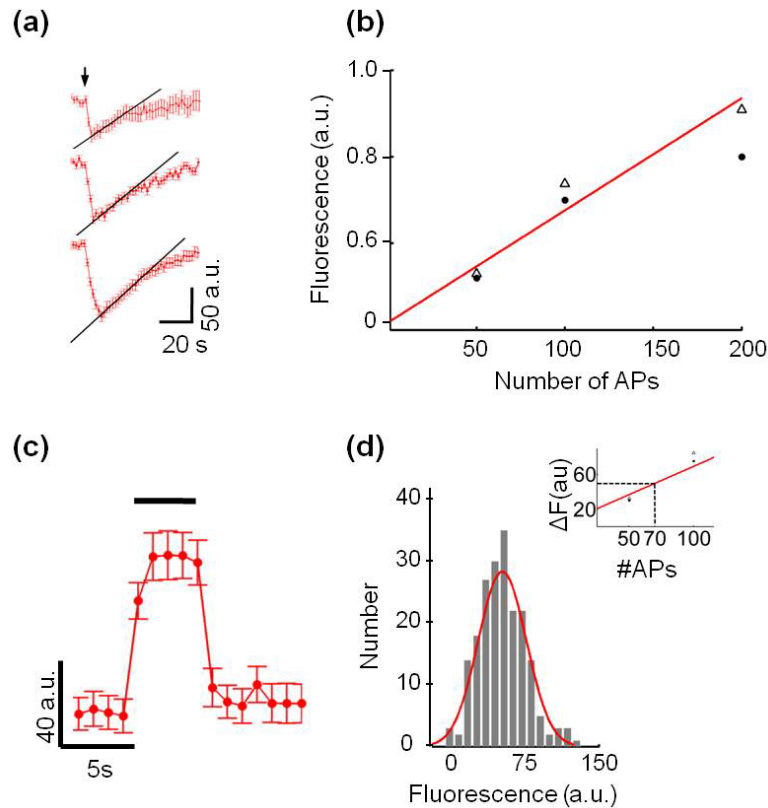 (a)
50 a.u.
20 s
(b)
Fluorescence (a.u.)
1.0
0.8
0.6
0
50
100
150
200
Number of APs
(c)
40 a.u.
5s
(d)
Number
40
30
20
10
0
0
75
150
Fluorescence (a.u.)
ΔF(au)
60
20
50
70
100
#APs